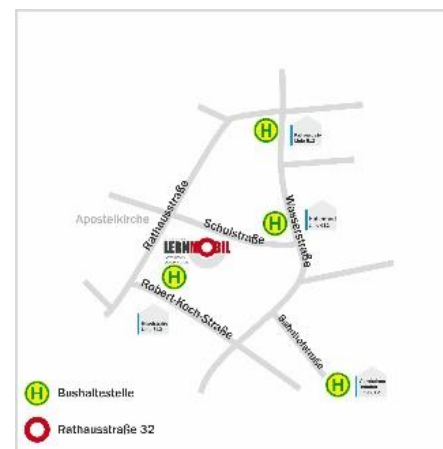 H
H
Apostelkirche
Rathausstraße
Schulstraße
Wasserstraße
LERNMOBIL
H
Robert-Koch-Straße
Bahnhofstraße
H
H Bushaltestelle
Rathausstraße 32